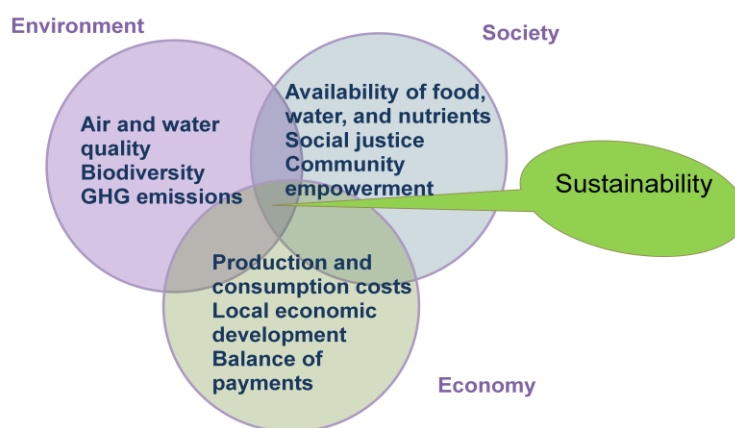 Environment
Society
Air and water
quality
Biodiversity
GHG emissions
Availability of food,
water, and nutrients
Social justice
Community
empowerment
Sustainability
Production and
consumption costs
Local economic
development
Balance of
payments
Economy